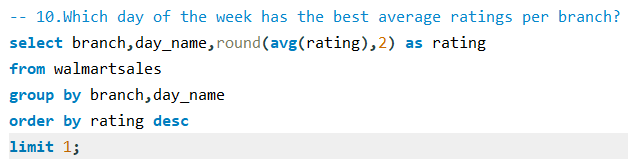 -- 10.Which day of the week has the best average ratings per branch?
select branch,day_name,round(avg(rating),2) as rating
from walmartsales
group by branch,day_name
order by rating desc
limit 1;